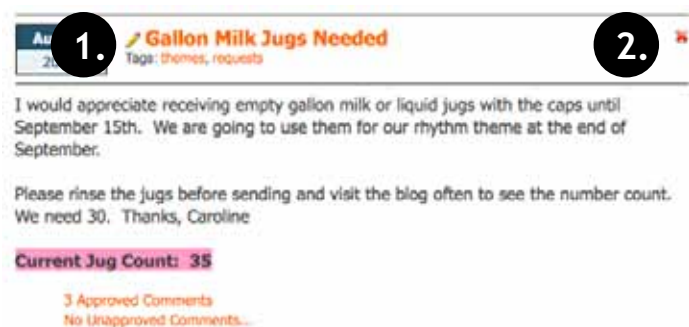 Au
1.
Gallon Milk Jugs Needed
2.
Tags: themes, requests
I would appreciate receiving empty gallon milk or liquid jugs with the caps until
September 15th. We are going to use them for our rhythm theme at the end of
September.
Please rinse the jugs before sending and visit the blog often to see the number count.
We need 30. Thanks, Caroline
Current Jug Count: 35
3 Approved Comments
No Unapproved Comments...